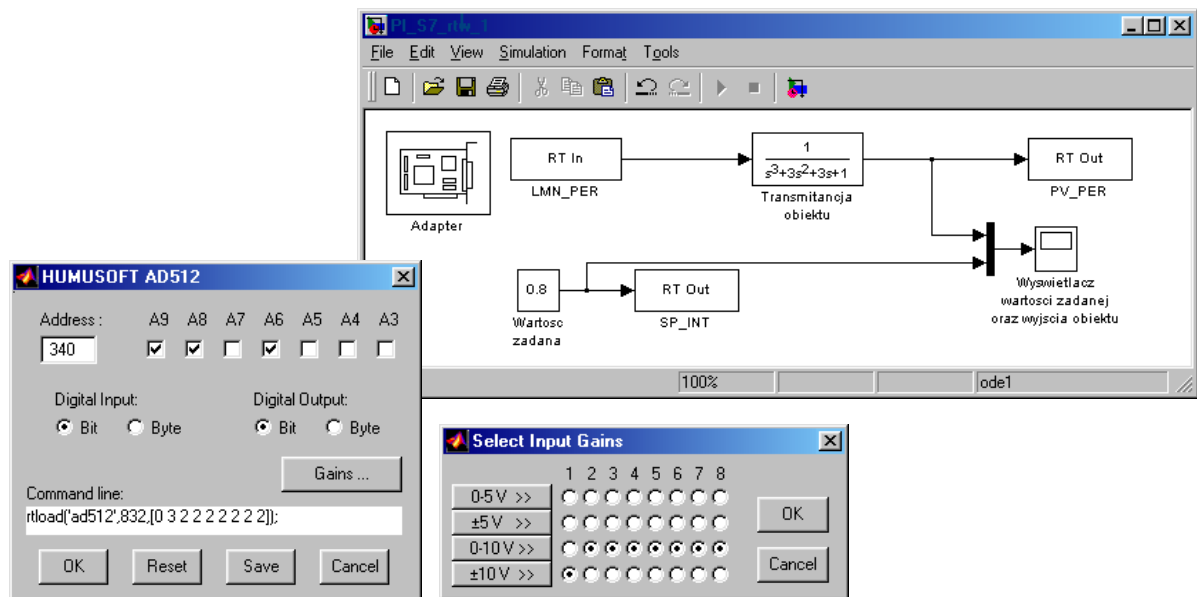 PI_S7_rtw_1
File Edit View Simulation Format Tools
RT In
LMN_PER
1
s3+3s2+3s+1
Transmitancja
obiektu
RT Out
PV_PER
Adapter
0.8
Wartosc
zadana
RT Out
SP_INT
Wyswietlacz
wartosci zadanej
oraz wyjscia obiektu
100%
ode1
HUMUSOFT AD512
Address : A9 A8 A7 A6 A5 A4 A3
340
Digital Input: Digital Output:
Bit Byte Bit Byte
Gains ...
Command line:
rtload('ad512',832,[0 3 2 2 2 2 2 2 2]);
OK Reset Save Cancel
Select Input Gains
1 2 3 4 5 6 7 8
0-5 V >>
±5 V >>
0-10 V >>
±10 V >>
OK
Cancel